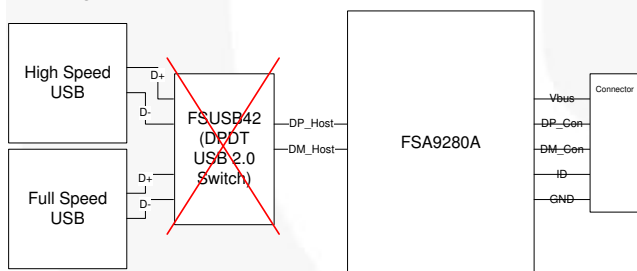 High Speed
USB
D+
D-
Full Speed
USB
D+
D-
FSUSB42
(DPDT
USB 2.0
Switch)
DP_Host
DM_Host
FSA9280A
Vbus
DP_Con
DM_Con
ID
GND
Connector